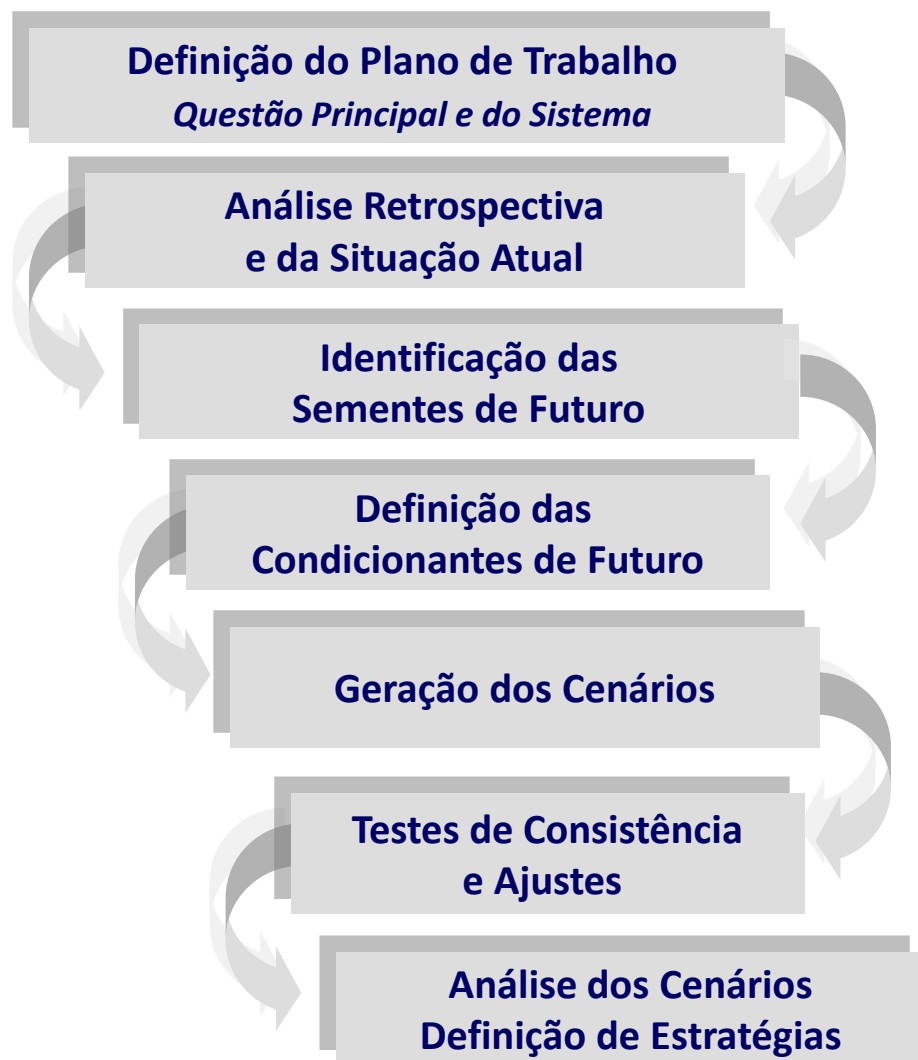 Definição do Plano de Trabalho
Questão Principal e do Sistema
Análise Retrospectiva
e da Situação Atual
Identificação das
Sementes de Futuro
Definição das
Condicionantes de Futuro
Geração dos Cenários
Testes de Consistência
e Ajustes
Análise dos Cenários
Definição de Estratégias